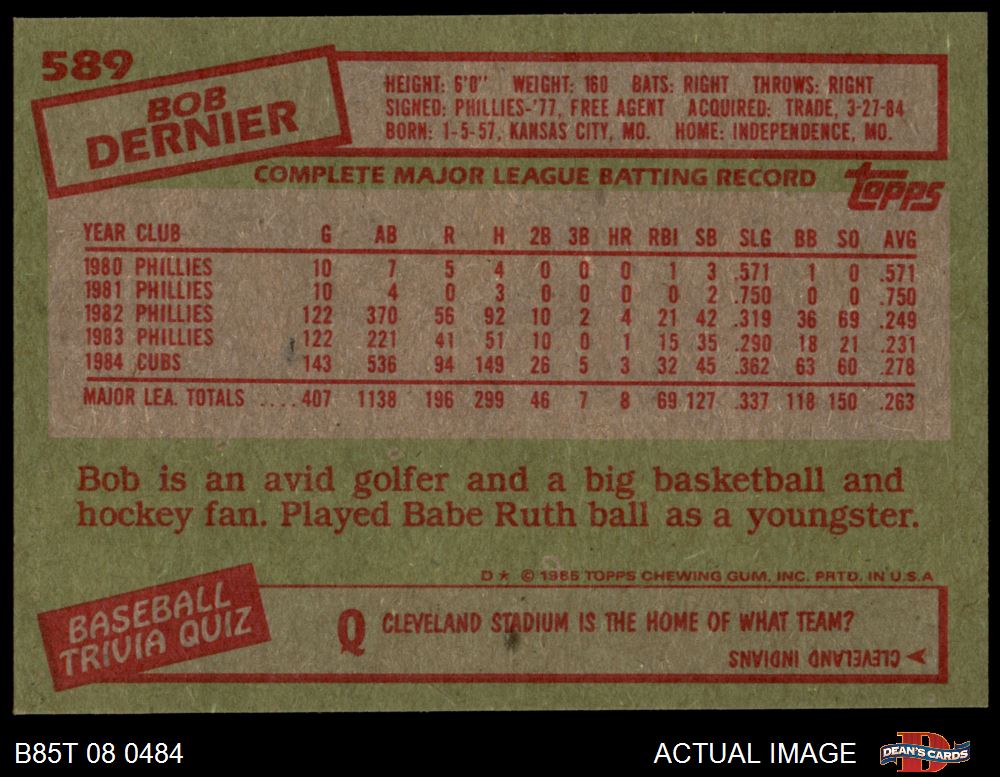 589
BOB
DERNIER
HEIGHT: 6'0" WEIGHT: 160 BATS: RIGHT THROWS: RIGHT
SIGNED: PHILLIES-'77, FREE AGENT ACQUIRED: TRADE, 3-27-84
BORN: 1-5-57, KANSAS CITY, MO. HOME: INDEPENDENCE, MO.
COMPLETE MAJOR LEAGUE BATTING RECORD
topps
YEAR CLUB G AB R H 2B 3B HR RBI SB SLG BB SO AVG
1980 PHILLIES 10 7 5 4 0 0 0 1 3 .571 1 0 .571
1981 PHILLIES 10 4 0 3 0 0 0 0 2 .750 0 0 .750
1982 PHILLIES 122 370 56 92 10 2 4 21 42 .319 36 69 .249
1983 PHILLIES 122 221 41 51 10 0 1 15 35 .290 18 21 .231
1984 CUBS 143 536 94 149 26 5 3 32 45 .362 63 60 .278
MAJOR LEA. TOTALS ....407 1138 196 299 46 7 8 69 127 .337 118 150 .263
Bob is an avid golfer and a big basketball and
hockey fan. Played Babe Ruth ball as a youngster.
D* © 1985 TOPPS CHEWING GUM, INC. PRTD. IN U.S.A
BASEBALL
TRIVIA QUIZ
Q CLEVELAND STADIUM IS THE HOME OF WHAT TEAM?
CLEVELAND INDIANS
B85T 08 0484
ACTUAL IMAGE
D
DEAN'S CARDS